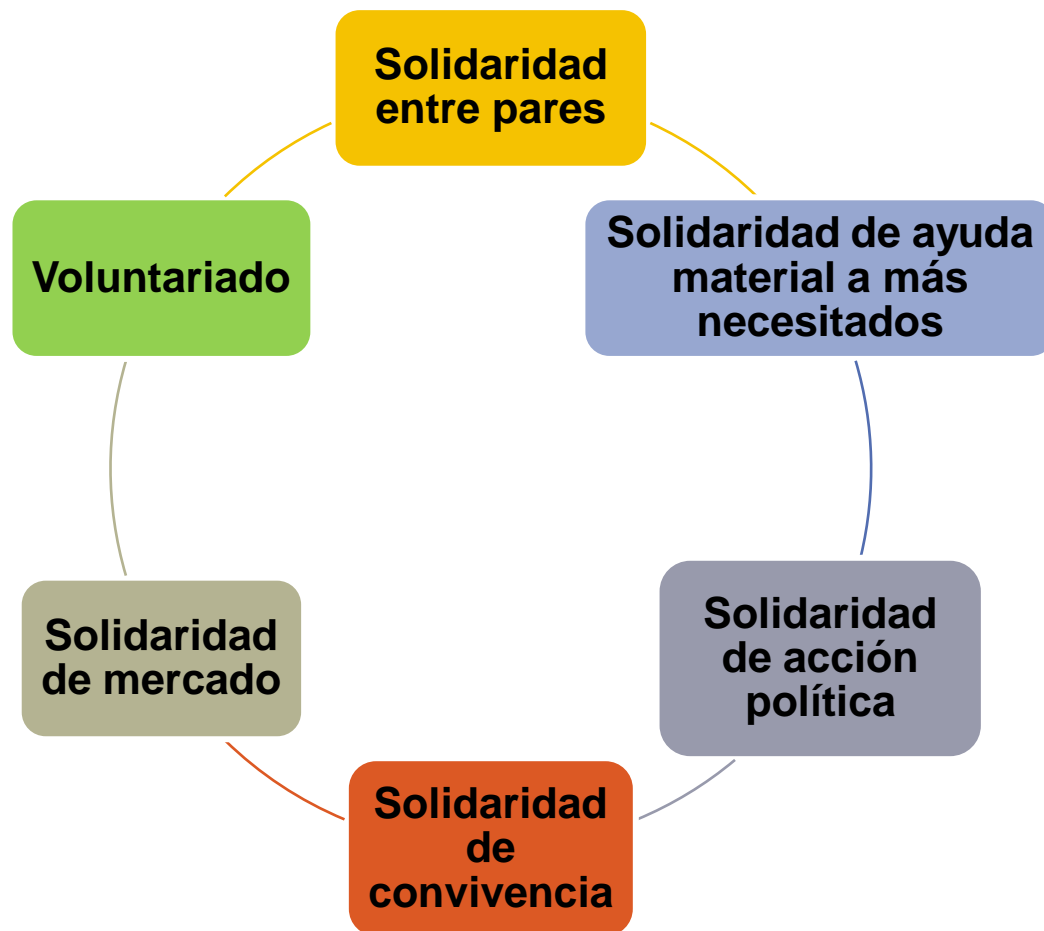 Solidaridad
entre pares
Solidaridad de ayuda
material a más
necesitados
Solidaridad
de acción
política
Solidaridad
de
convivencia
Solidaridad
de mercado
Voluntariado